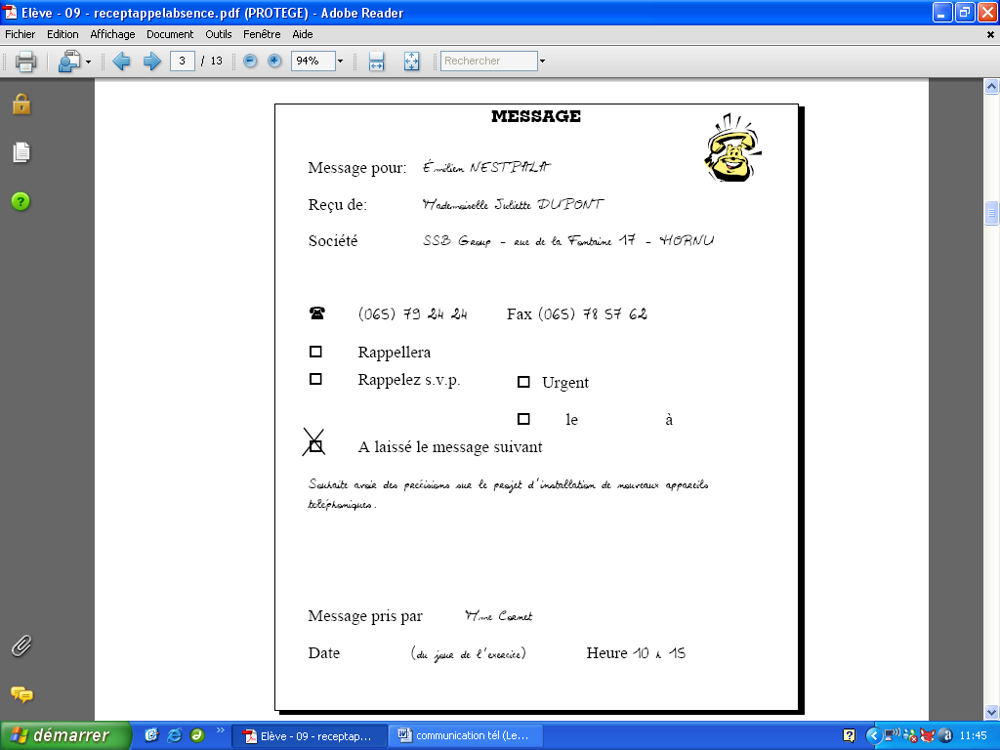 Elève - 09 - receptappelabsence.pdf (PROTEGE) - Adobe Reader
Fichier Edition Affichage Document Outils Fenêtre Aide
3 / 13 94% Rechercher
MESSAGE
Message pour: Émilien NESTPALA
Reçu de: Mademoiselle Juliette DUPONT
Société SSB Group - rue de la Fontaine 17 - HORNU
(065) 79 24 24 Fax (065) 78 57 62
Rappellera
Rappelez s.v.p. Urgent
le à
A laissé le message suivant
Souhaite avoir des précisions sur le projet d'installation de nouveaux appareils
téléphoniques.
Message pris par Mme Cornet
Date (du jour de l'exercice) Heure 10 h 15
démarrer Elève - 09 - receptap... communication tél (Le... 11:45